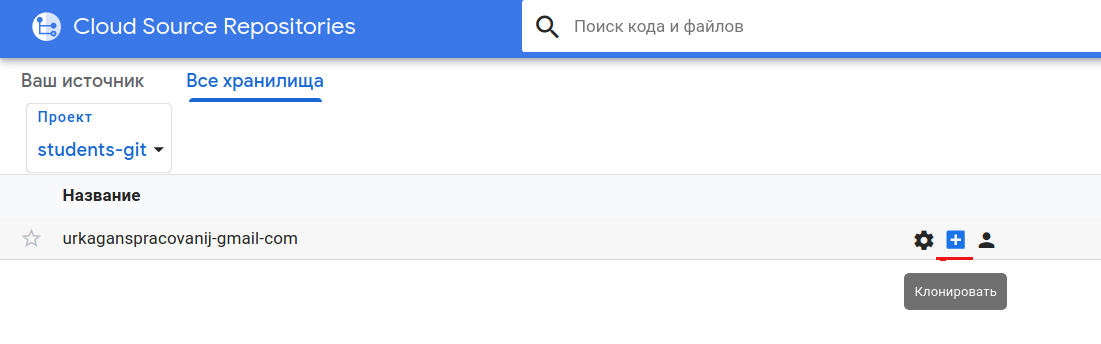 Cloud Source Repositories
Поиск кода и файлов
Ваш источник
Все хранилища
Проект
students-git
Название
urkaganspracovanij-gmail-com
Клонировать